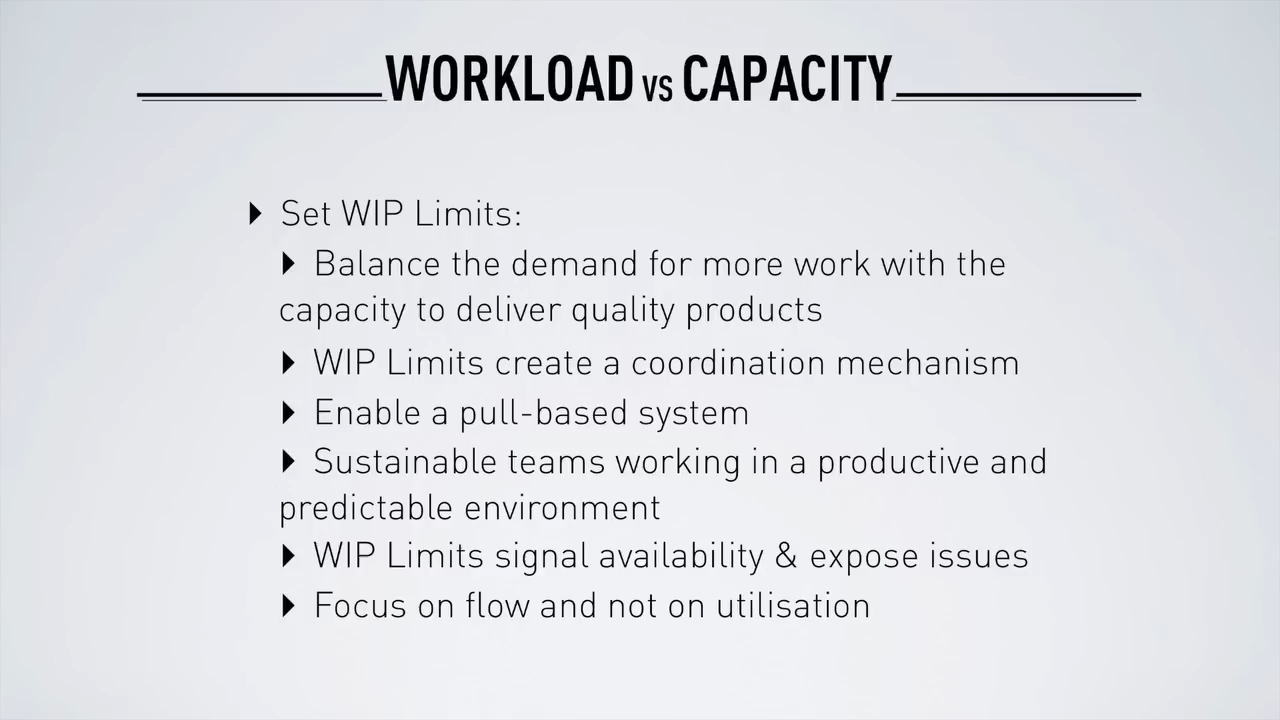 WORKLOAD VS CAPACITY
Set WIP Limits:
Balance the demand for more work with the
capacity to deliver quality products
WIP Limits create a coordination mechanism
Enable a pull-based system
Sustainable teams working in a productive and
predictable environment
WIP Limits signal availability & expose issues
Focus on flow and not on utilisation